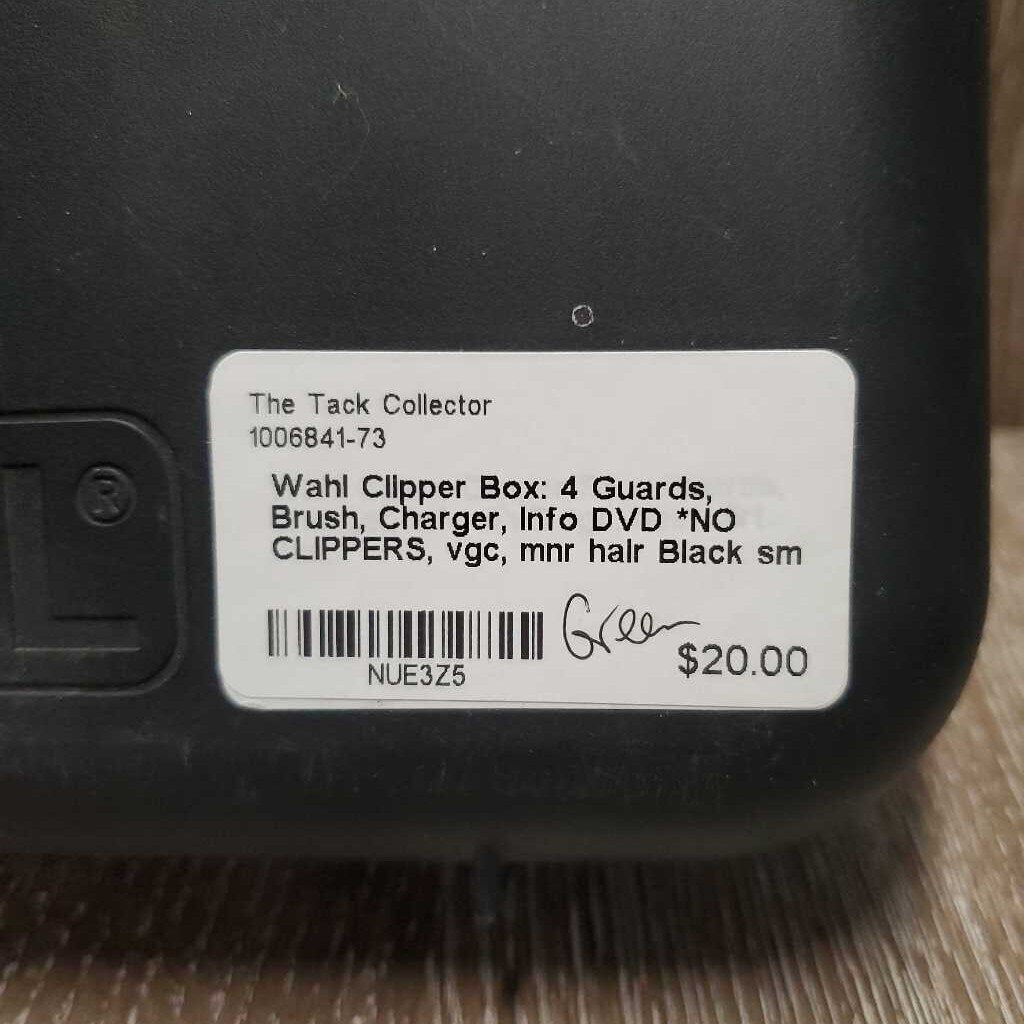 The Tack Collector
1006841-73
Wahl Clipper Box: 4 Guards,
Brush, Charger, Info DVD *NO
CLIPPERS, vgc, mnr hair Black sm
Green
$20.00
NUE3Z5
L ®